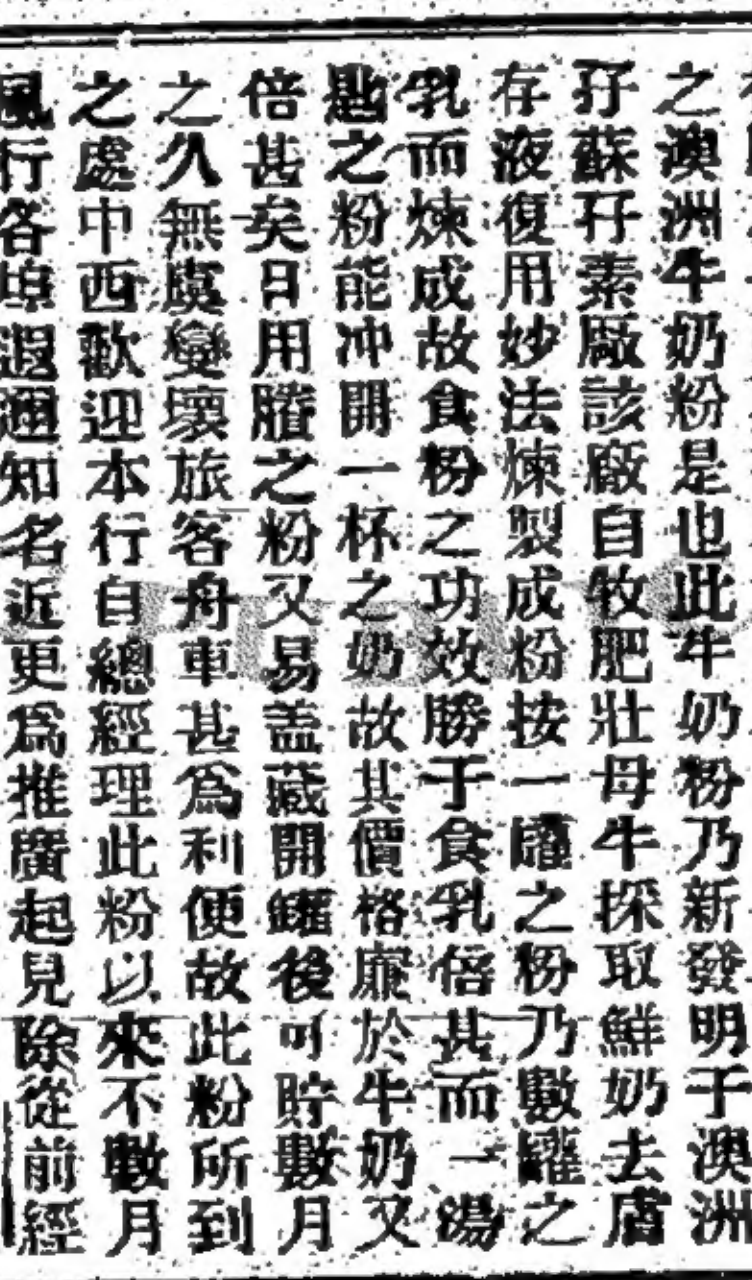 之澳洲牛奶粉是也此牛奶粉乃新發明于澳洲
孖蘇孖素廠該廠自牧肥壯母牛採取鮮奶去膚
存液復用妙法煉製成粉按一罐之粉乃數罐之
乳而煉成故食粉之功效勝于食乳倍甚而一湯
匙之粉能冲開一杯之奶故其價格廉於牛奶又
倍甚矣日用賸之粉又易盖藏開罐後可貯數月
之久無虞變壞旅客舟車甚爲利便故此粉所到
之處中西歡迎本行自總經理此粉以來不數月
風行各埠遐邇知名近更爲推廣起見除從前經